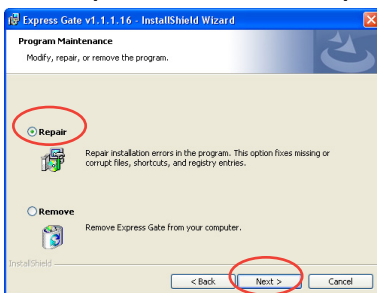 Express Gate v1.1.1.16 - InstallShield Wizard
Program Maintenance
Modify, repair, or remove the program.
Repair
Repair installation errors in the program. This option fixes missing or
corrupt files, shortcuts, and registry entries.
Remove
Remove Express Gate from your computer.
InstallShield
< Back
Next >
Cancel